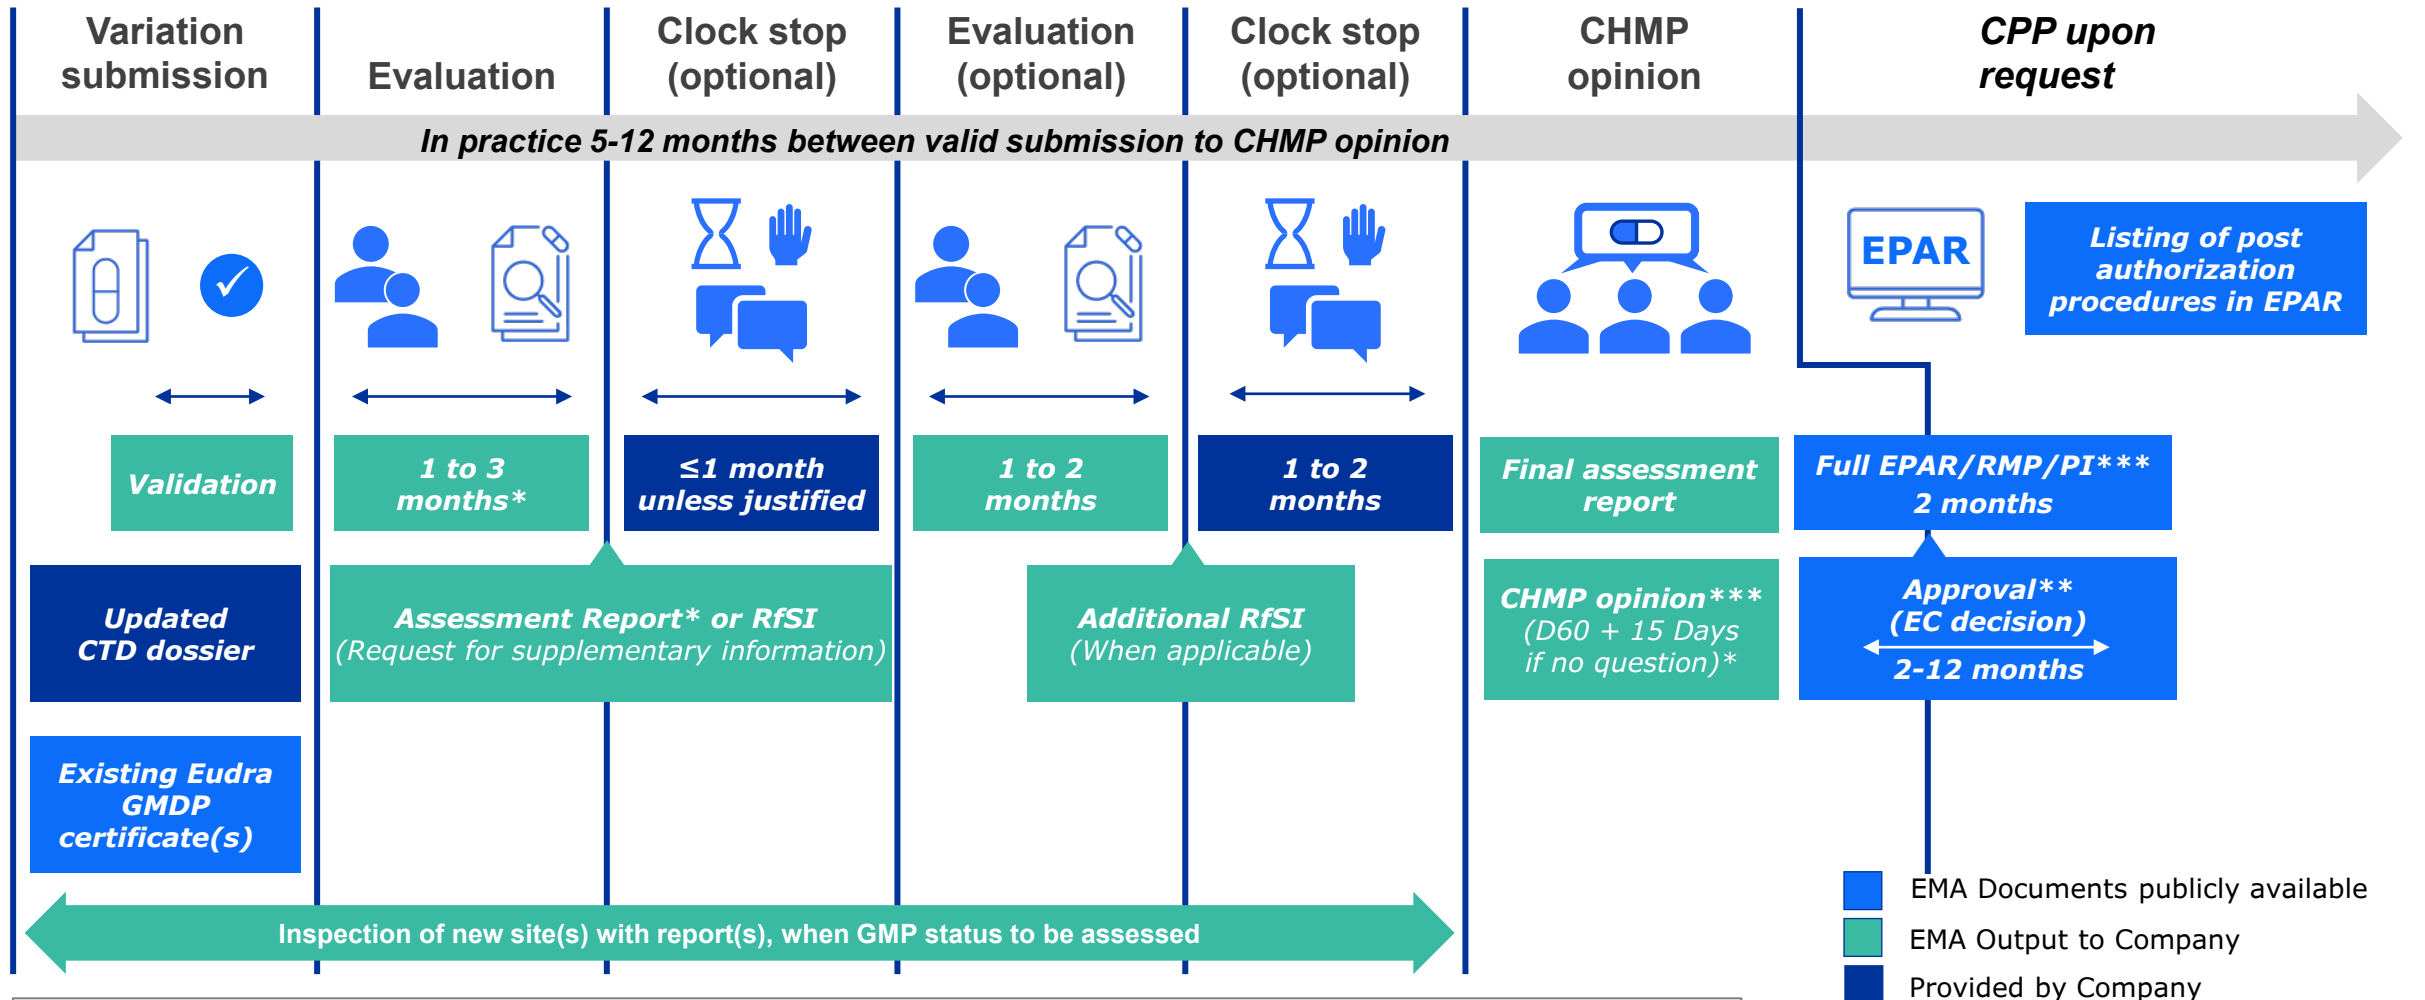 Variation
submission
Evaluation
Clock stop
(optional)
Evaluation
(optional)
Clock stop
(optional)
CHMP
opinion
CPP upon
request
In practice 5-12 months between valid submission to CHMP opinion
EPAR
Listing of post
authorization
procedures in EPAR
Validation
1 to 3
months*
≤1 month
unless justified
1 to 2
months
1 to 2
months
Final assessment
report
Full EPAR/RMP/PI***
2 months
Updated
CTD dossier
Assessment Report* or RfSI
(Request for supplementary information)
Additional RfSI
(When applicable)
CHMP opinion***
(D60 + 15 Days
if no question)*
Approval**
(EC decision)
2-12 months
Existing Eudra
GMDP
certificate(s)
Inspection of new site(s) with report(s), when GMP status to be assessed
EMA Documents publicly available
EMA Output to Company
Provided by Company